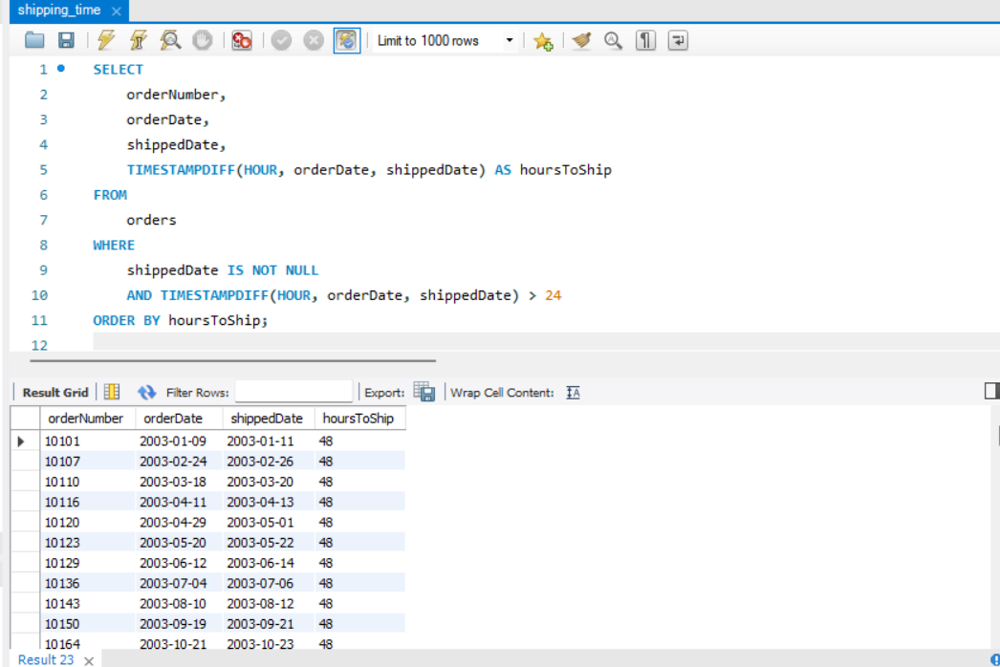 shipping_time
Limit to 1000 rows
1 SELECT
2 orderNumber,
3 orderDate,
4 shippedDate,
5 TIMESTAMPDIFF(HOUR, orderDate, shippedDate) AS hoursToShip
6 FROM
7 orders
8 WHERE
9 shippedDate IS NOT NULL
10 AND TIMESTAMPDIFF(HOUR, orderDate, shippedDate) > 24
11 ORDER BY hoursToShip;
12
Result Grid Filter Rows: Export: Wrap Cell Content: IA
orderNumber orderDate shippedDate hoursToShip
10101 2003-01-09 2003-01-11 48
10107 2003-02-24 2003-02-26 48
10110 2003-03-18 2003-03-20 48
10116 2003-04-11 2003-04-13 48
10120 2003-04-29 2003-05-01 48
10123 2003-05-20 2003-05-22 48
10129 2003-06-12 2003-06-14 48
10136 2003-07-04 2003-07-06 48
10143 2003-08-10 2003-08-12 48
10150 2003-09-19 2003-09-21 48
10164 2003-10-21 2003-10-23 48
Result 23